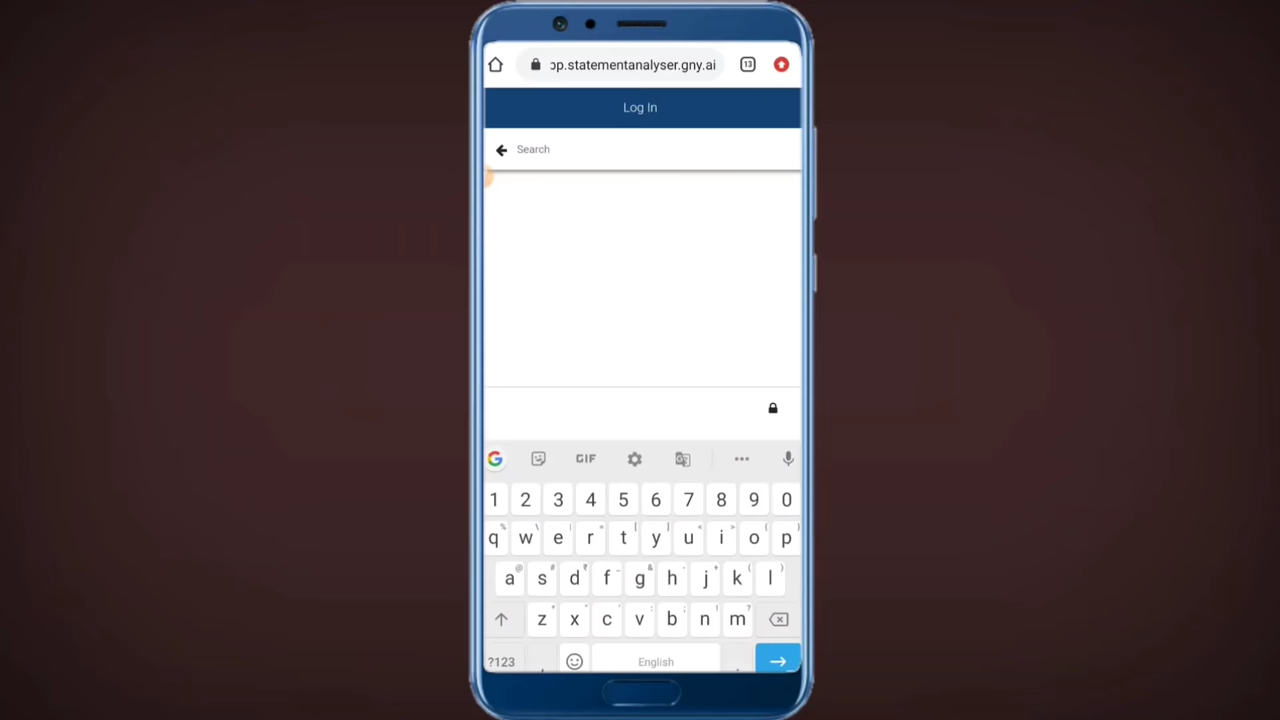 pp.statementanalyser.gny.ai
13
Log In
Search
G GIF
1 2 3 4 5 6 7 8 9 0
% \ | = [ ] < > { }
q w e r t y u i o p
@ # ₹ _ & - + ( )
a s d f g h j k l
* " ' : ; ! ?
z x c v b n m
?123 , English .